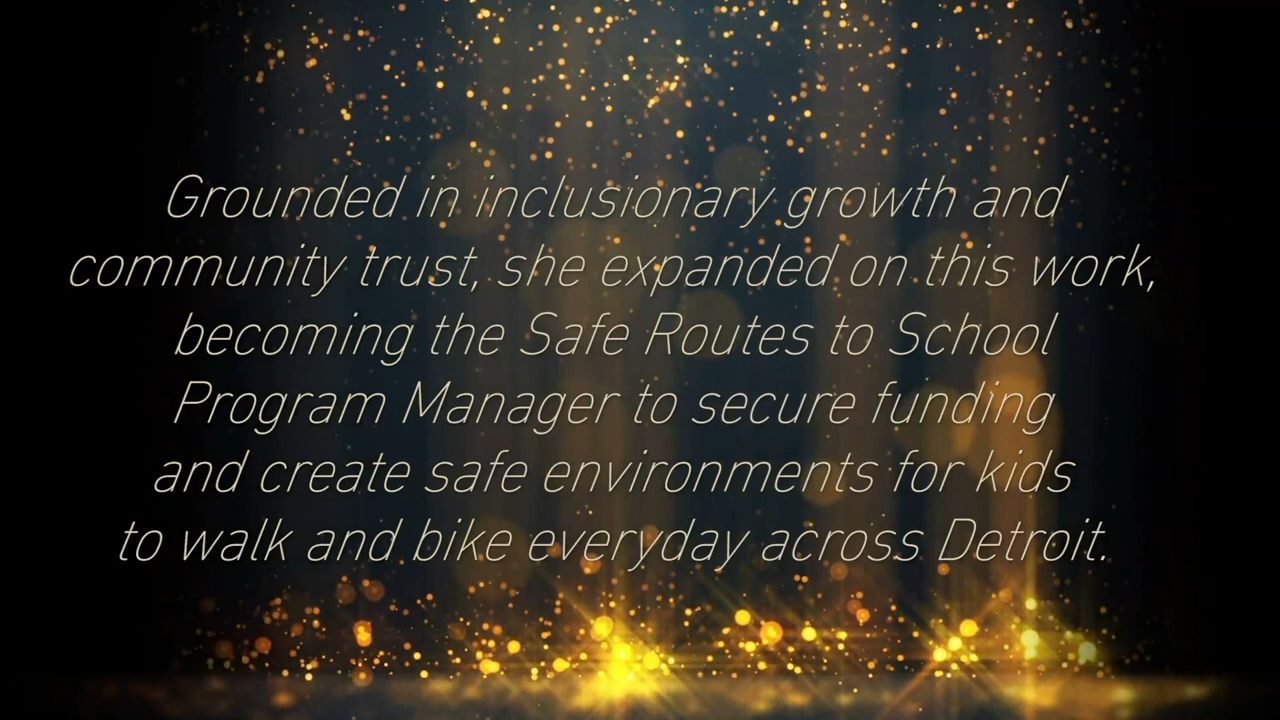 Grounded in inclusionary growth and
community trust, she expanded on this work,
becoming the Safe Routes to School
Program Manager to secure funding
and create safe environments for kids
to walk and bike everyday across Detroit.